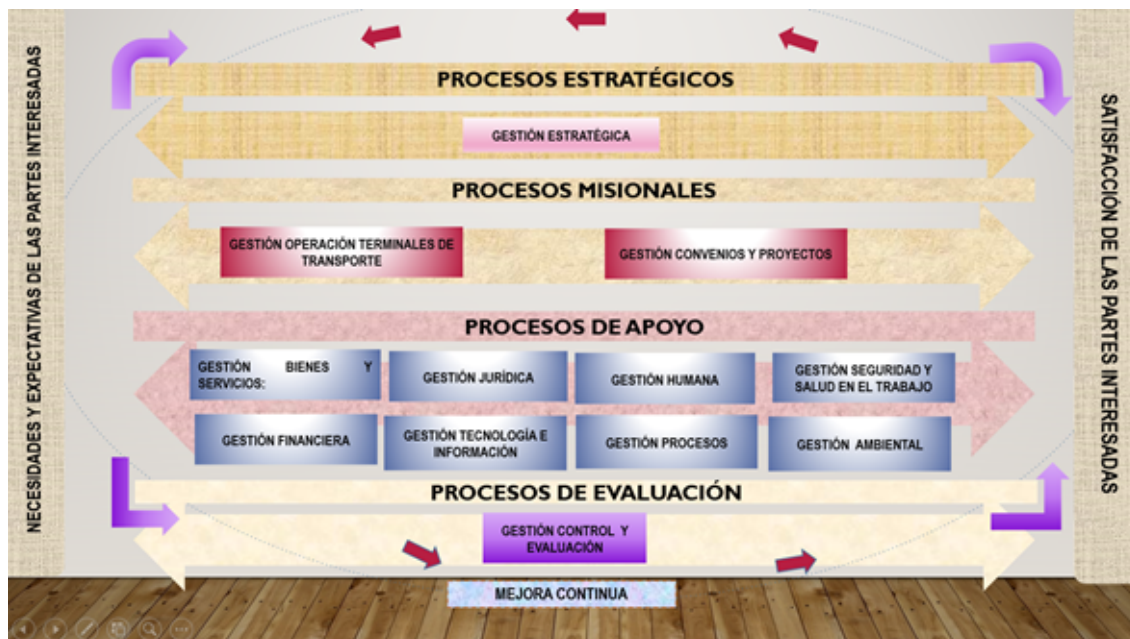 NECESIDADES Y EXPECTATIVAS DE LAS PARTES INTERESADAS
PROCESOS ESTRATÉGICOS
GESTIÓN ESTRATÉGICA
PROCESOS MISIONALES
GESTIÓN OPERACIÓN TERMINALES DE
TRANSPORTE
GESTIÓN CONVENIOS Y PROYECTOS
PROCESOS DE APOYO
GESTIÓN BIENES Y
SERVICIOS:
GESTIÓN JURÍDICA
GESTIÓN HUMANA
GESTIÓN SEGURIDAD Y
SALUD EN EL TRABAJO
GESTIÓN FINANCIERA
GESTIÓN TECNOLOGÍA E
INFORMACIÓN
GESTIÓN PROCESOS
GESTIÓN AMBIENTAL
PROCESOS DE EVALUACIÓN
GESTIÓN CONTROL Y
EVALUACIÓN
MEJORA CONTINUA
SATISFACCIÓN DE LAS PARTES INTERESADAS